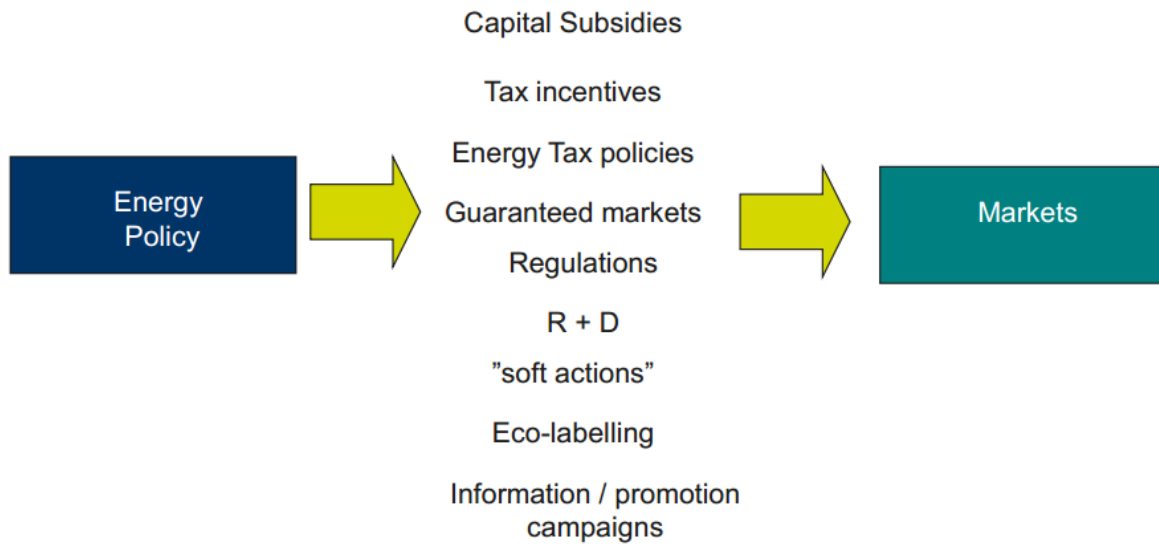 Capital Subsidies
Tax incentives
Energy Tax policies
Energy
Policy
Guaranteed markets
Markets
Regulations
R + D
”soft actions”
Eco-labelling
Information / promotion
campaigns